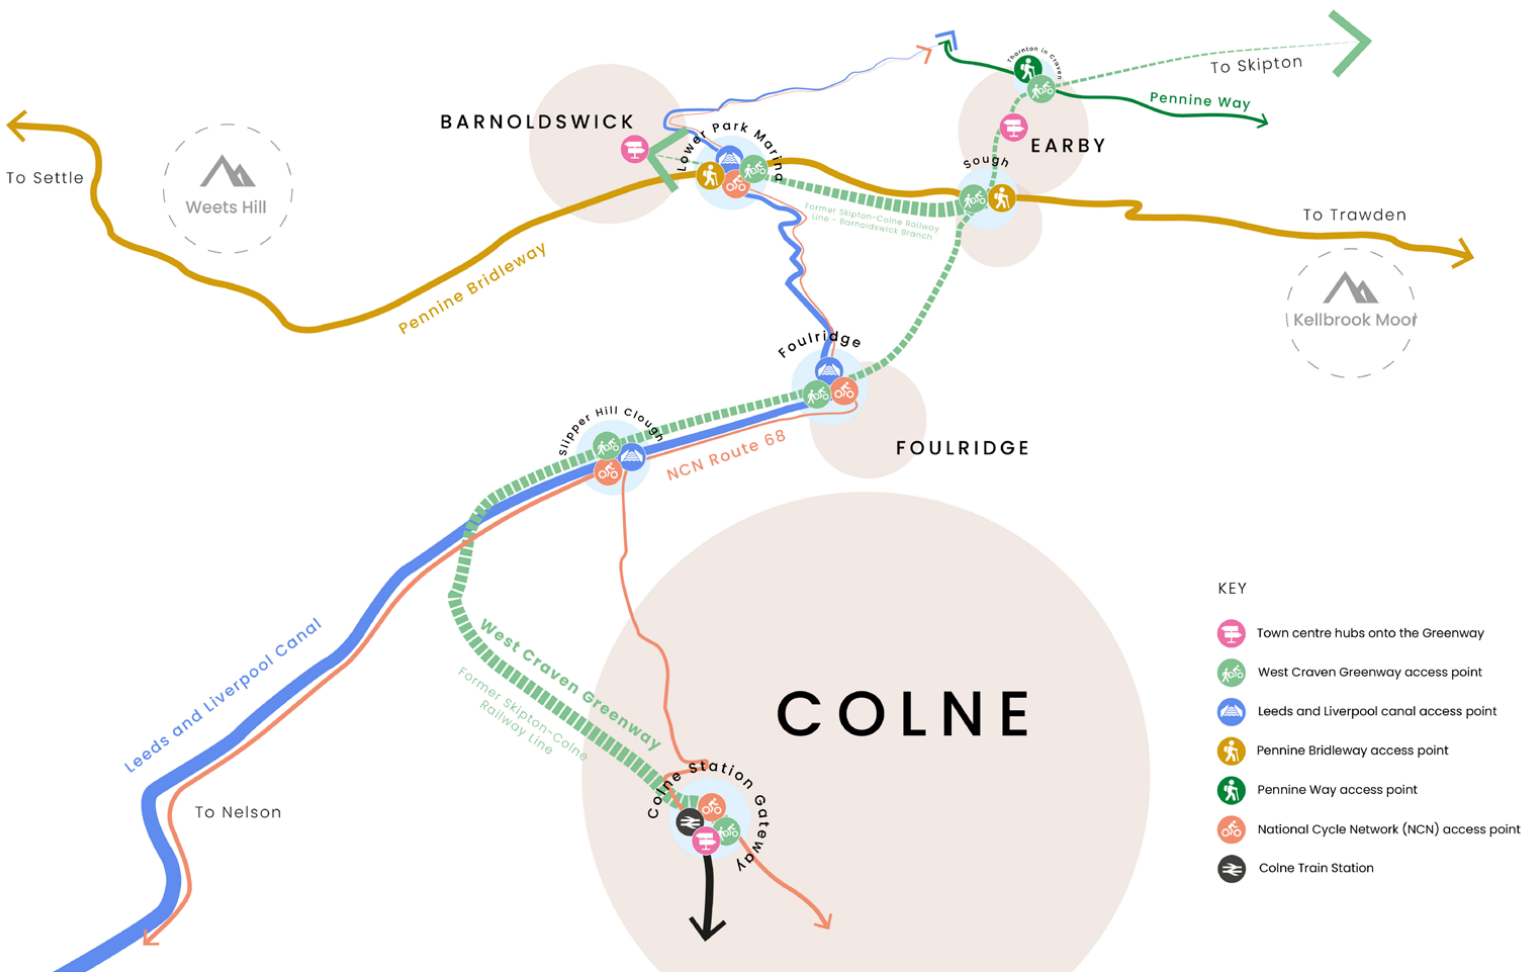 Thornton in Craven
To Skipton
Pennine Way
BARNOLDSWICK
Lower Park Marina
EARBY
Sough
To Settle
Weets Hill
Former Skipton-Colne Railway
Line - Barnoldswick Branch
To Trawden
Pennine Bridleway
Kellbrook Moor
Foulridge
Slipper Hill Clough
NCN Route 68
FOULRIDGE
Leeds and Liverpool Canal
West Craven Greenway
Former Skipton-Colne
Railway Line
COLNE
Colne Station Gateway
To Nelson
KEY
Town centre hubs onto the Greenway
West Craven Greenway access point
Leeds and Liverpool canal access point
Pennine Bridleway access point
Pennine Way access point
National Cycle Network (NCN) access point
Colne Train Station